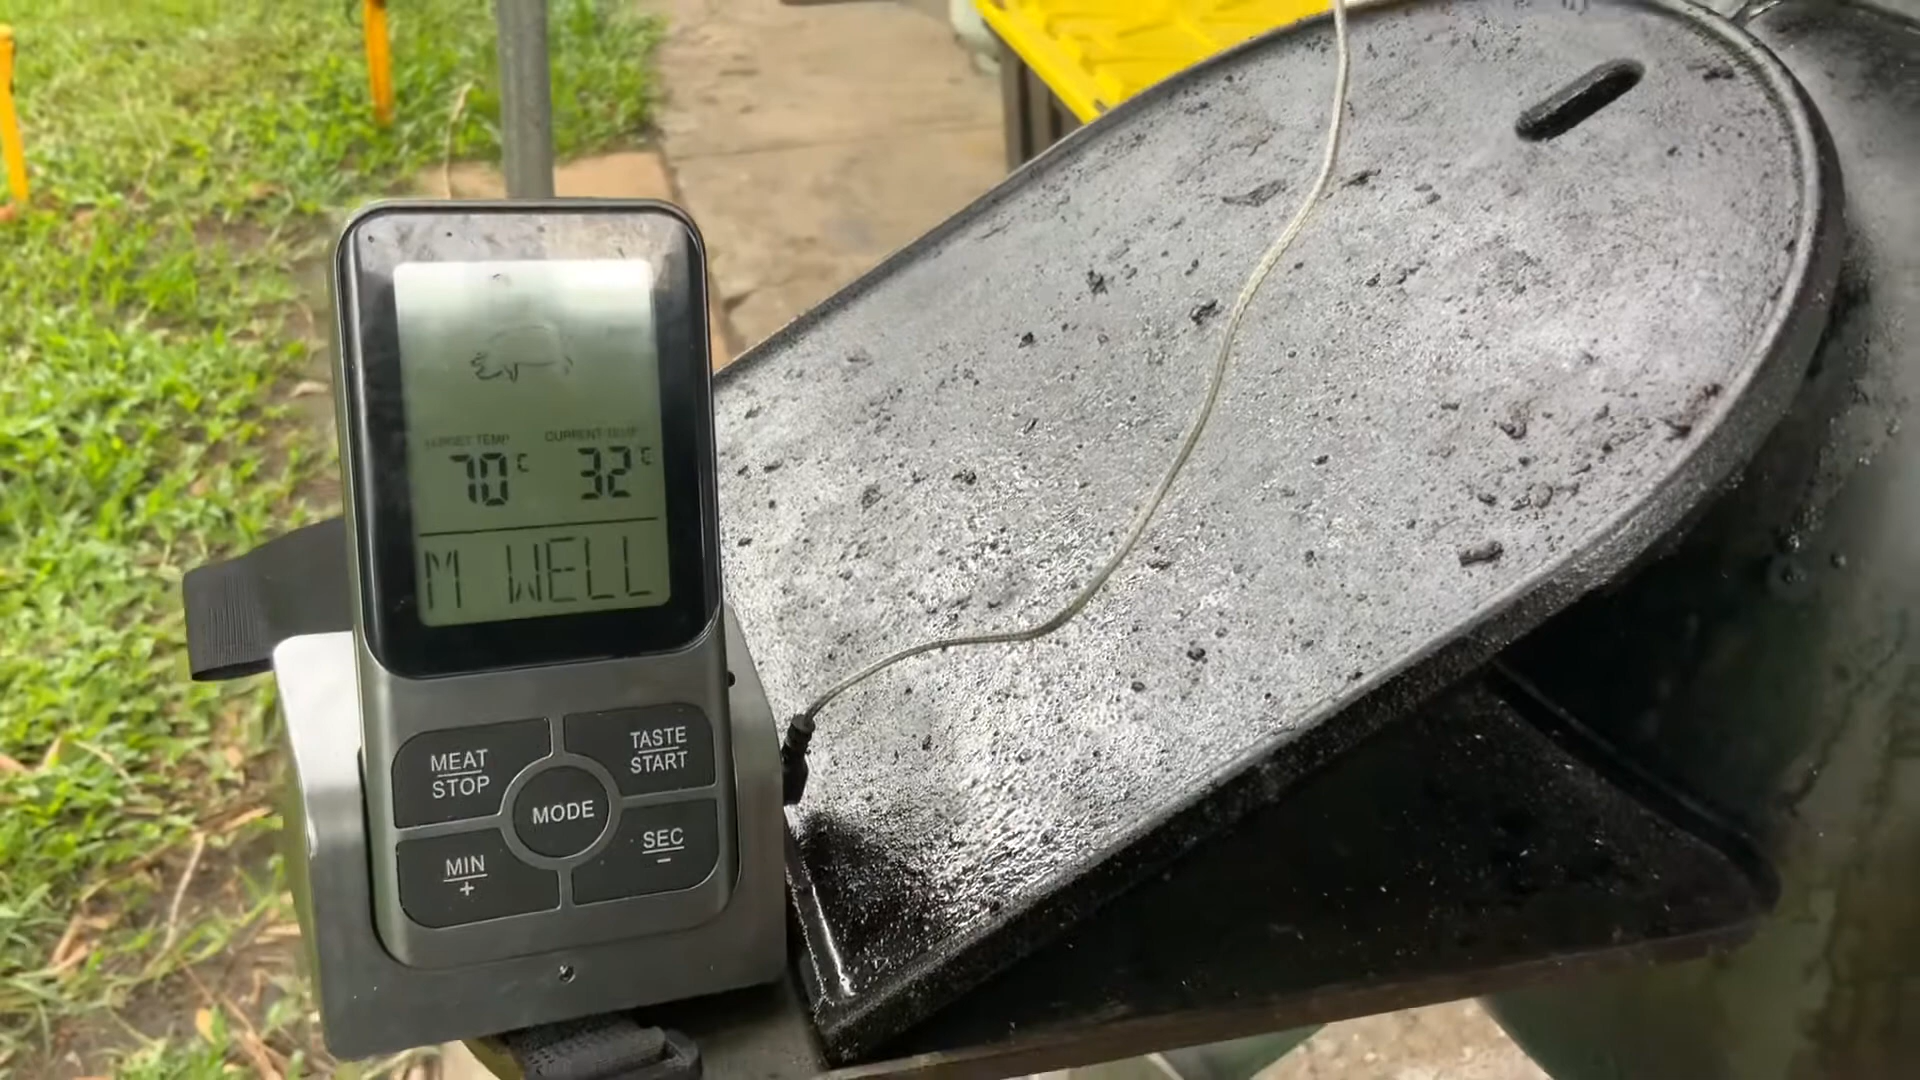 TARGET TEMP CURRENT TEMP
70°C 32°C
M WELL
MEAT
STOP
TASTE
START
MODE
MIN
+
SEC
-